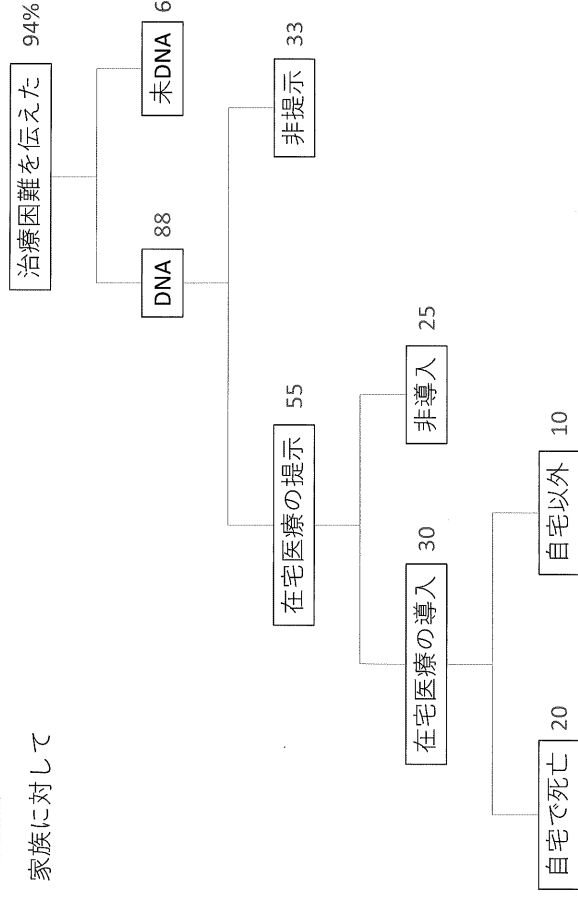 家族に対して
治療困難を伝えた 94%
DNA 88
未DNA 6
在宅医療の提示 55
非提示 33
在宅医療の導入 30
非導入 25
自宅で死亡 20
自宅以外 10